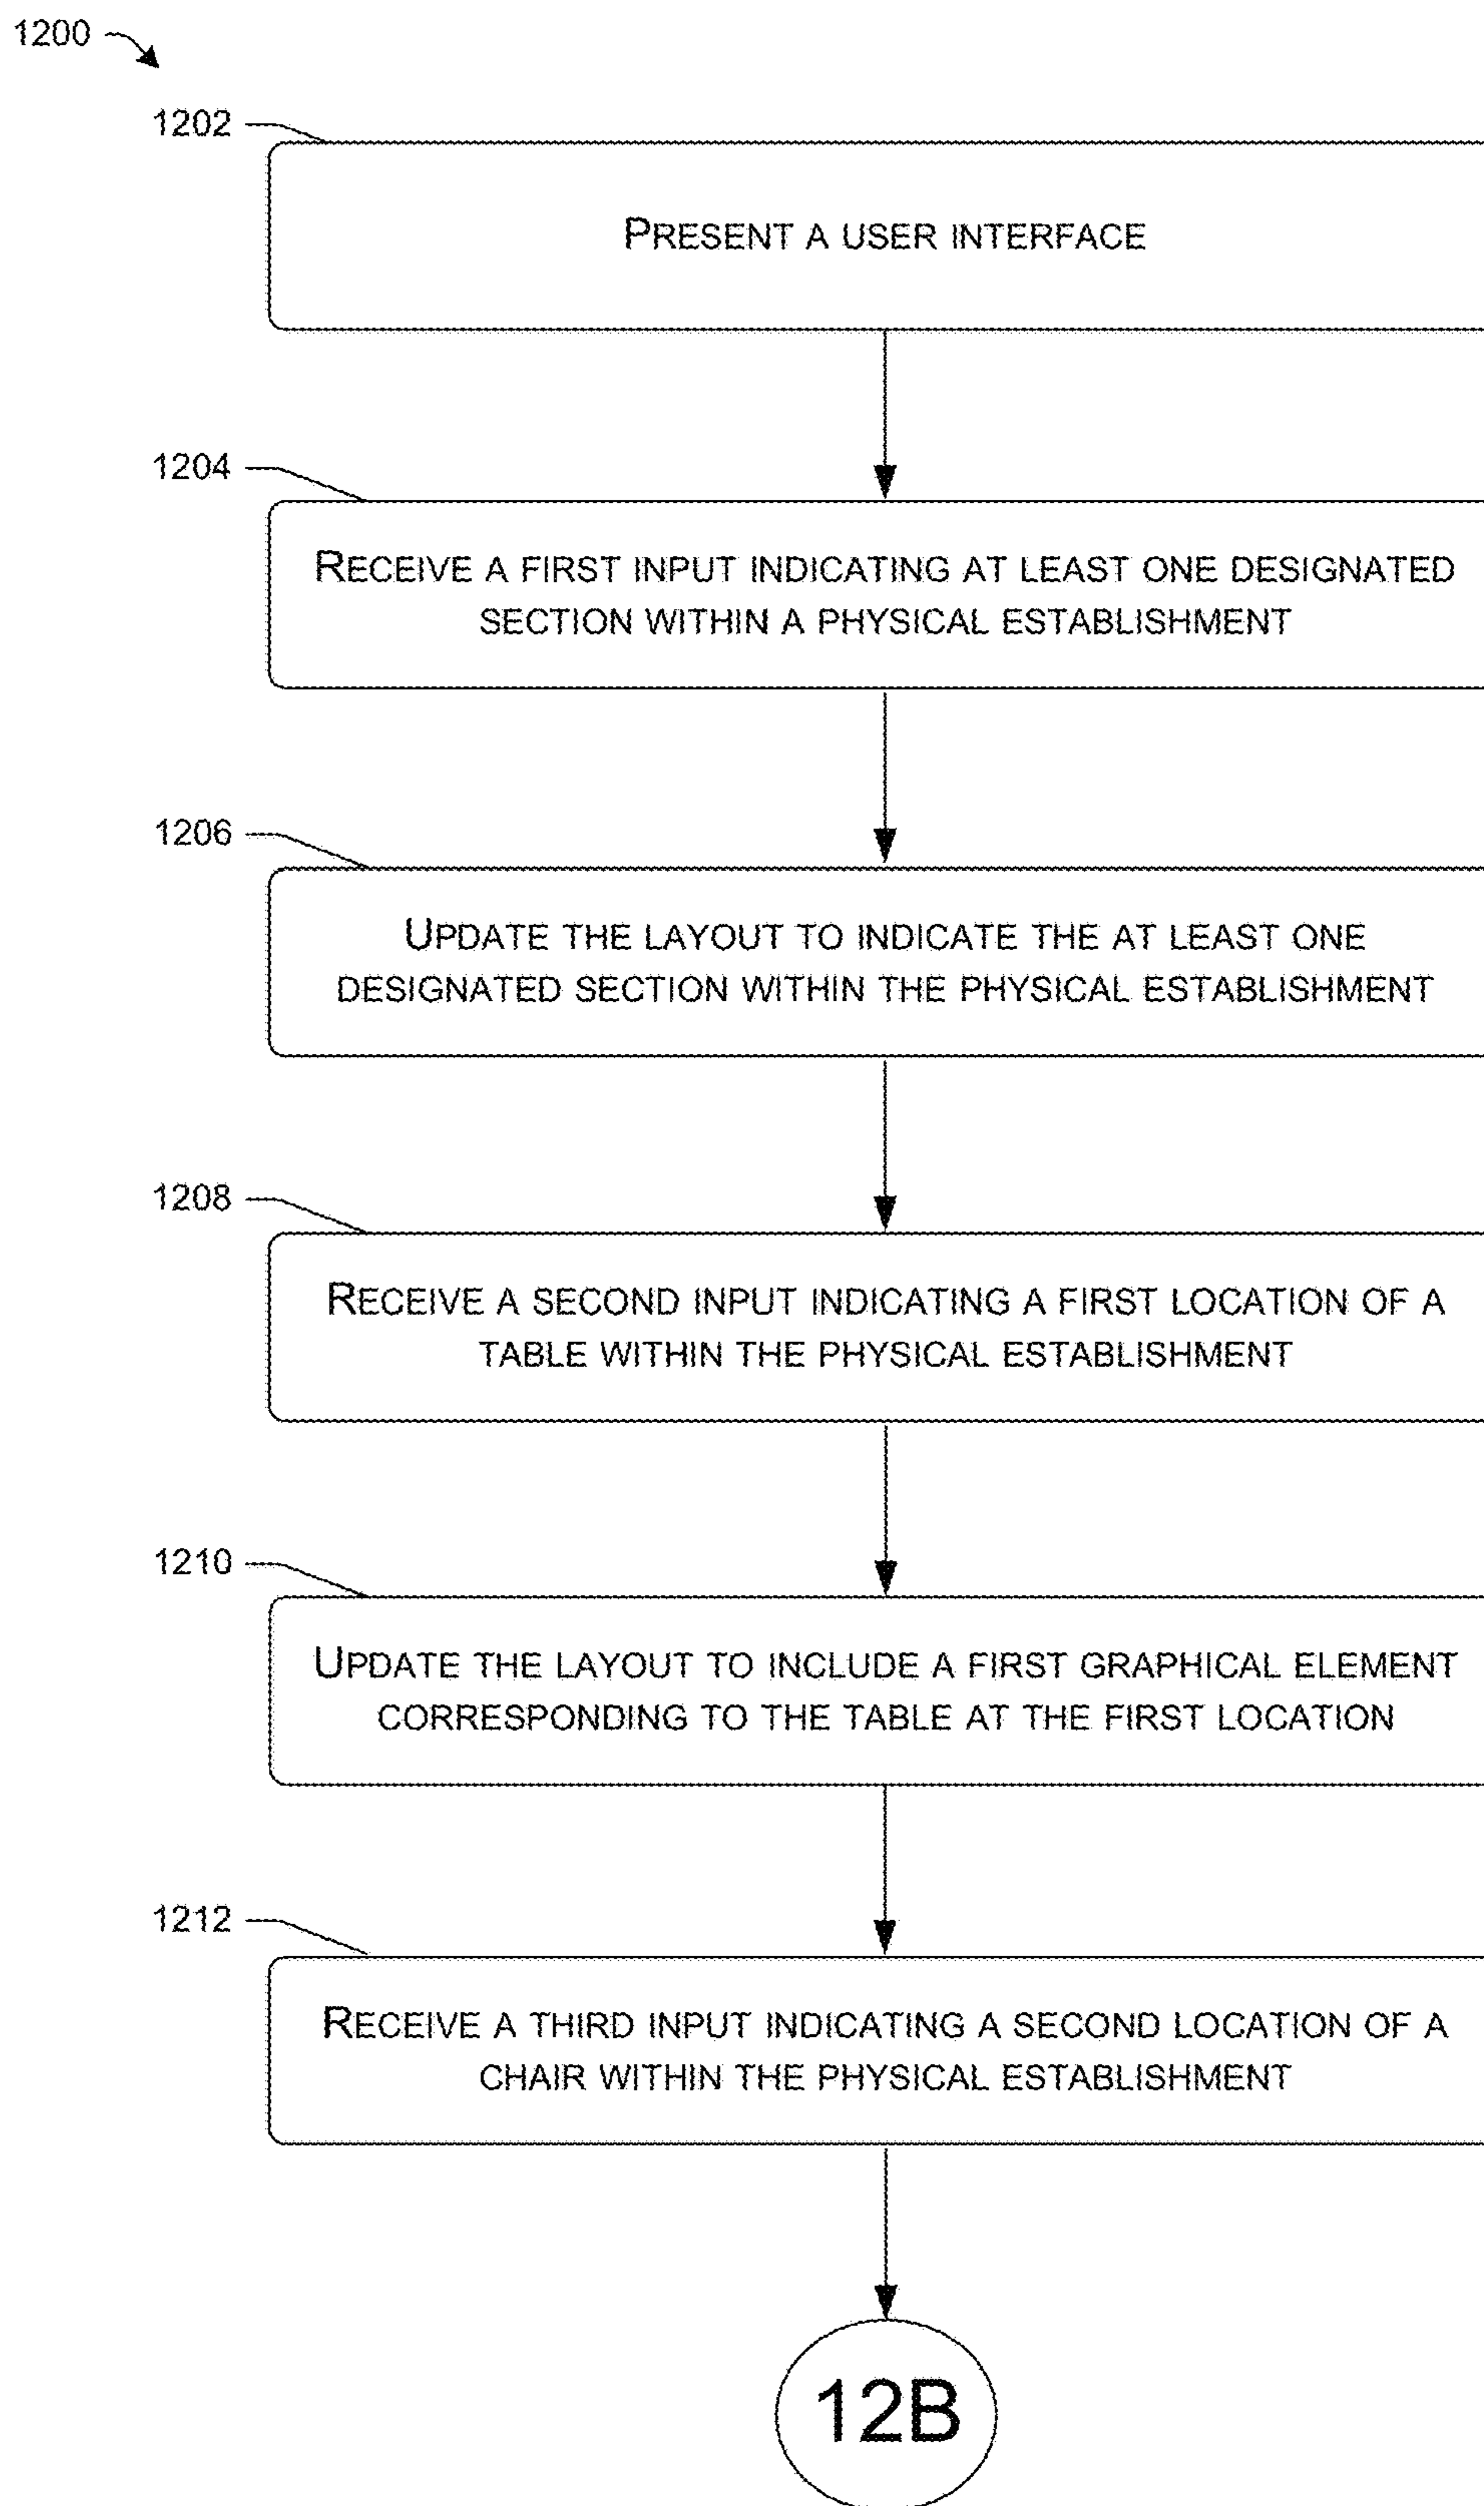 1200
1202
PRESENT A USER INTERFACE
1204
RECEIVE A FIRST INPUT INDICATING AT LEAST ONE DESIGNATED
SECTION WITHIN A PHYSICAL ESTABLISHMENT
1206
UPDATE THE LAYOUT TO INDICATE THE AT LEAST ONE
DESIGNATED SECTION WITHIN THE PHYSICAL ESTABLISHMENT
1208
RECEIVE A SECOND INPUT INDICATING A FIRST LOCATION OF A
TABLE WITHIN THE PHYSICAL ESTABLISHMENT
1210
UPDATE THE LAYOUT TO INCLUDE A FIRST GRAPHICAL ELEMENT
CORRESPONDING TO THE TABLE AT THE FIRST LOCATION
1212
RECEIVE A THIRD INPUT INDICATING A SECOND LOCATION OF A
CHAIR WITHIN THE PHYSICAL ESTABLISHMENT
12B